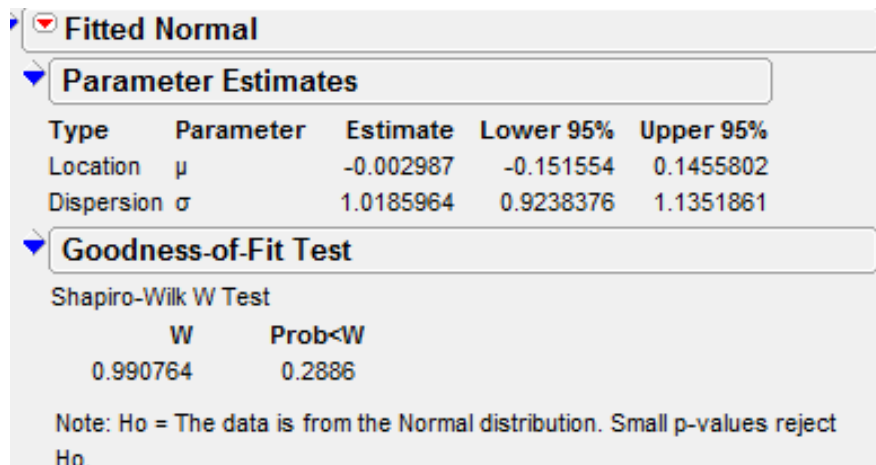 Fitted Normal
Parameter Estimates
Type Parameter Estimate Lower 95% Upper 95%
Location μ -0.002987 -0.151554 0.1455802
Dispersion σ 1.0185964 0.9238376 1.1351861
Goodness-of-Fit Test
Shapiro-Wilk W Test
W Prob<W
0.990764 0.2886
Note: Ho = The data is from the Normal distribution. Small p-values reject
Ho